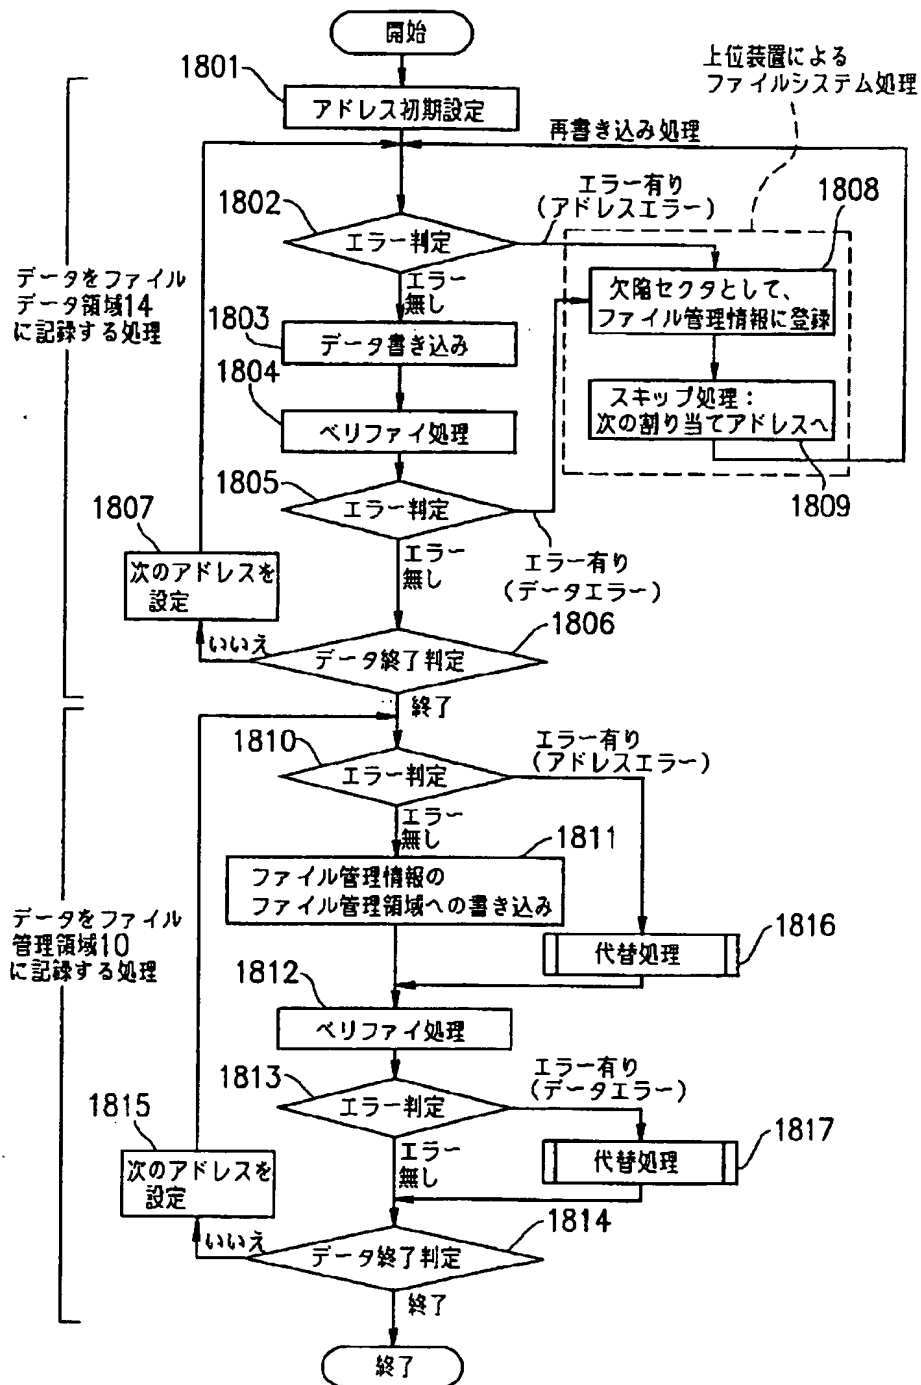 開始
1801
アドレス初期設定
上位装置による
ファイルシステム処理
再書き込み処理
1802
エラー判定
エラー有り
(アドレスエラー)
1808
欠陥セクタとして、
ファイル管理情報に登録
データをファイル
データ領域14
に記録する処理
エラー
無し
1803
データ書き込み
1804
ベリファイ処理
スキップ処理:
次の割り当てアドレスへ
1809
1805
エラー判定
エラー有り
(データエラー)
1807
次のアドレスを
設定
エラー
無し
1806
いいえ
データ終了判定
終了
1810
エラー判定
エラー有り
(アドレスエラー)
エラー
無し
1811
ファイル管理情報の
ファイル管理領域への書き込み
データをファイル
管理領域10
に記録する処理
1816
代替処理
1812
ベリファイ処理
1813
エラー判定
エラー有り
(データエラー)
1815
次のアドレスを
設定
エラー
無し
1817
代替処理
1814
いいえ
データ終了判定
終了
終了